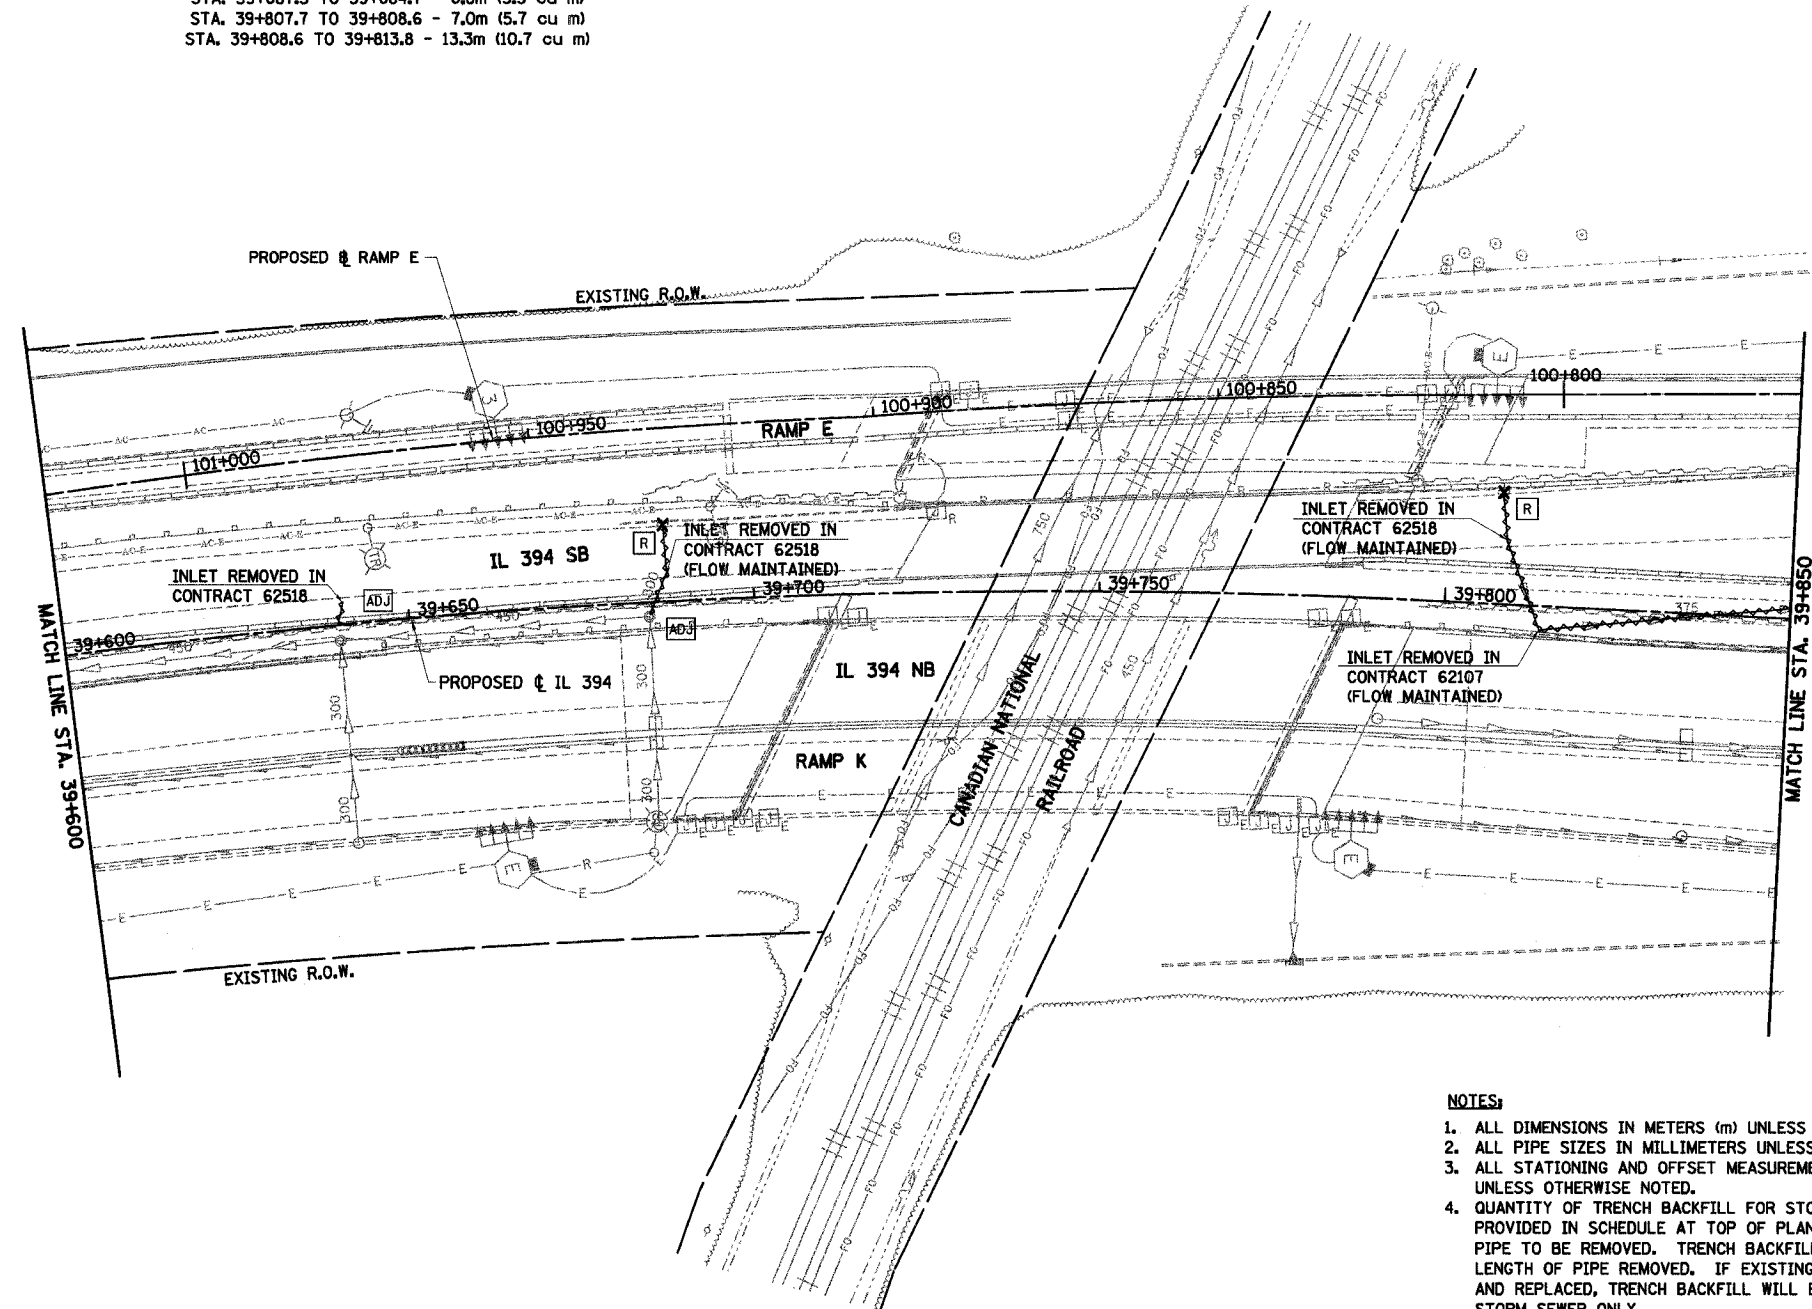 STA. 39+807.7 TO 39+808.6 - 7.0m (5.7 cu m)
STA. 39+808.6 TO 39+813.8 - 13.3m (10.7 cu m)
PROPOSED ℄ RAMP E
EXISTING R.O.W.
3
E
100+800
100+850
100+900
100+950
101+000
RAMP E
INLET REMOVED IN
CONTRACT 62518
(FLOW MAINTAINED)
R
IL 394 SB
R
INLET REMOVED IN
CONTRACT 62518
(FLOW MAINTAINED)
INLET REMOVED IN
CONTRACT 62518
ADJ
750
39+600
39+650
39+700
39+750
39+800
375
450
450
ADJ
MATCH LINE STA. 39+600
MATCH LINE STA. 39+850
PROPOSED ℄ IL 394
IL 394 NB
INLET REMOVED IN
CONTRACT 62107
(FLOW MAINTAINED)
300
300
450
RAMP K
CANADIAN NATIONAL
RAILROAD
300
300
E
E
EXISTING R.O.W.
NOTES:
1. ALL DIMENSIONS IN METERS (m) UNLESS
2. ALL PIPE SIZES IN MILLIMETERS UNLESS
3. ALL STATIONING AND OFFSET
UNLESS OTHERWISE NOTED.
4. QUANTITY OF TRENCH BACKFILL FOR
PROVIDED IN SCHEDULE AT TOP OF PLAN
PIPE TO BE REMOVED. TRENCH
LENGTH OF PIPE REMOVED. IF EXISTING
AND REPLACED, TRENCH BACKFILL WILL
STORM SEWER ONLY